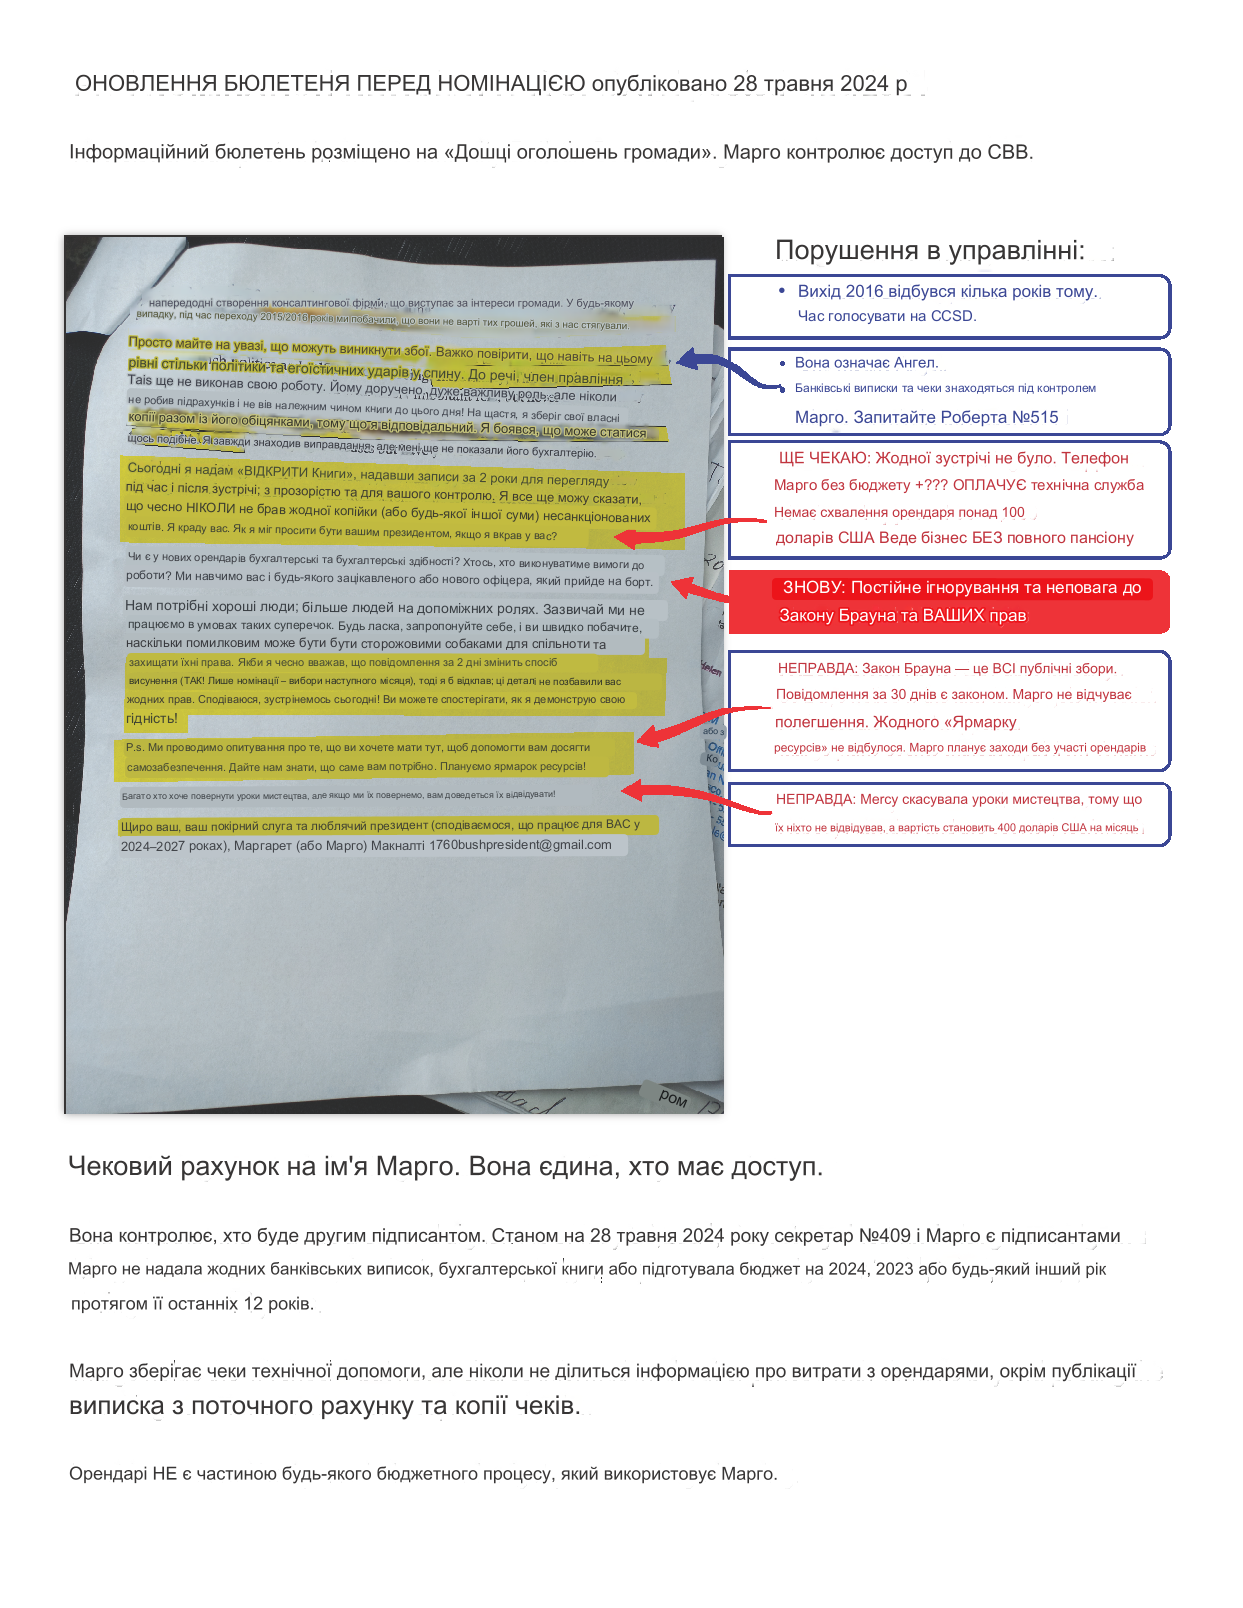 ОНОВЛЕННЯ БЮЛЕТЕНЯ ПЕРЕД НОМІНАЦІЄЮ опубліковано 28 травня 2024 р
Інформаційний бюлетень розміщено на «Дошці оголошень громади». Марго контролює доступ до CBB.
напередодні створення консалтингової фірми, що виступає за інтереси громади. У будь-якому
випадку, під час переходу 2015/2016 років ми побачили, що вони не варті тих грошей, які з нас стягували.
Просто майте на увазі, що можуть виникнути збої. Важко повірити, що навіть на цьому
рівні стільки політики та егоїстичних ударів у спину. До речі, член правління
Tais ще не виконав свою роботу. Йому доручено, дуже важливу роль, але ніколи
не робив підрахунків і не вів належним чином книги до цього дня! На щастя, я зберіг свої власні
копії разом із його обіцянками, тому що я відповідальний. Я боявся, що може статися
щось подібне. Я завжди знаходив виправдання, але мені ще не показали його бухгалтерію.
Сьогодні я надам «ВІДКРИТИ Книги», надавши записи за 2 роки для перегляду
під час і після зустрічі; з прозорістю та для вашого контролю. Я все ще можу сказати,
що чесно НІКОЛИ не брав жодної копійки (або будь-якої іншої суми) несанкціонованих
коштів. Я краду вас. Як я міг просити бути вашим президентом, якщо я вкрав у вас?
Чи є у нових орендарів бухгалтерські та бухгалтерські здібності? Хтось, хто виконуватиме вимоги до
роботи? Ми навчимо вас і будь-якого зацікавленого або нового офіцера, який прийде на борт.
Нам потрібні хороші люди; більше людей на допоміжних ролях. Зазвичай ми не
працюємо в умовах таких суперечок. Будь ласка, запропонуйте себе, і ви швидко побачите,
наскільки помилковим може бути бути сторожовими собаками для спільноти та
захищати їхні права. Якби я чесно вважав, що повідомлення за 2 дні змінить спосіб
висунення (ТАК! Лише номінації – вибори наступного місяця), тоді я б відклав; ці деталі не позбавили вас
жодних прав. Сподіваюся, зустрінемось сьогодні! Ви можете спостерігати, як я демонструю свою
гідність!
P.s. Ми проводимо опитування про те, що ви хочете мати тут, щоб допомогти вам досягти
самозабезпечення. Дайте нам знати, що саме вам потрібно. Плануємо ярмарок ресурсів!
Багато хто хоче повернути уроки мистецтва, але якщо ми їх повернемо, вам доведеться їх відвідувати!
Щиро ваш, ваш покірний слуга та люблячий президент (сподіваємося, що працює для ВАС у
2024–2027 роках), Маргарет (або Марго) Макналті 1760bushpresident@gmail.com
ром
Порушення в управлінні:
• Вихід 2016 відбувся кілька років тому.
Час голосувати на CCSD.
• Вона означає Ангел.
• Банківські виписки та чеки знаходяться під контролем
Марго. Запитайте Роберта №515
ЩЕ ЧЕКАЮ: Жодної зустрічі не було. Телефон
Марго без бюджету +??? ОПЛАЧУЄ технічна служба
Немає схвалення орендаря понад 100
доларів США Веде бізнес БЕЗ повного пансіону
ЗНОВУ: Постійне ігнорування та неповага до
Закону Брауна та ВАШИХ прав
НЕПРАВДА: Закон Брауна — це ВСІ публічні збори.
Повідомлення за 30 днів є законом. Марго не відчуває
полегшення. Жодного «Ярмарку
ресурсів» не відбулося. Марго планує заходи без участі орендарів
НЕПРАВДА: Mercy скасувала уроки мистецтва, тому що
їх ніхто не відвідував, а вартість становить 400 доларів США на місяць
Чековий рахунок на ім'я Марго. Вона єдина, хто має доступ.
Вона контролює, хто буде другим підписантом. Станом на 28 травня 2024 року секретар №409 і Марго є підписантами
Марго не надала жодних банківських виписок, бухгалтерської книги або підготувала бюджет на 2024, 2023 або будь-який інший рік
протягом її останніх 12 років.
Марго зберігає чеки технічної допомоги, але ніколи не ділиться інформацією про витрати з орендарями, окрім публікації
виписка з поточного рахунку та копії чеків.
Орендарі НЕ є частиною будь-якого бюджетного процесу, який використовує Марго.